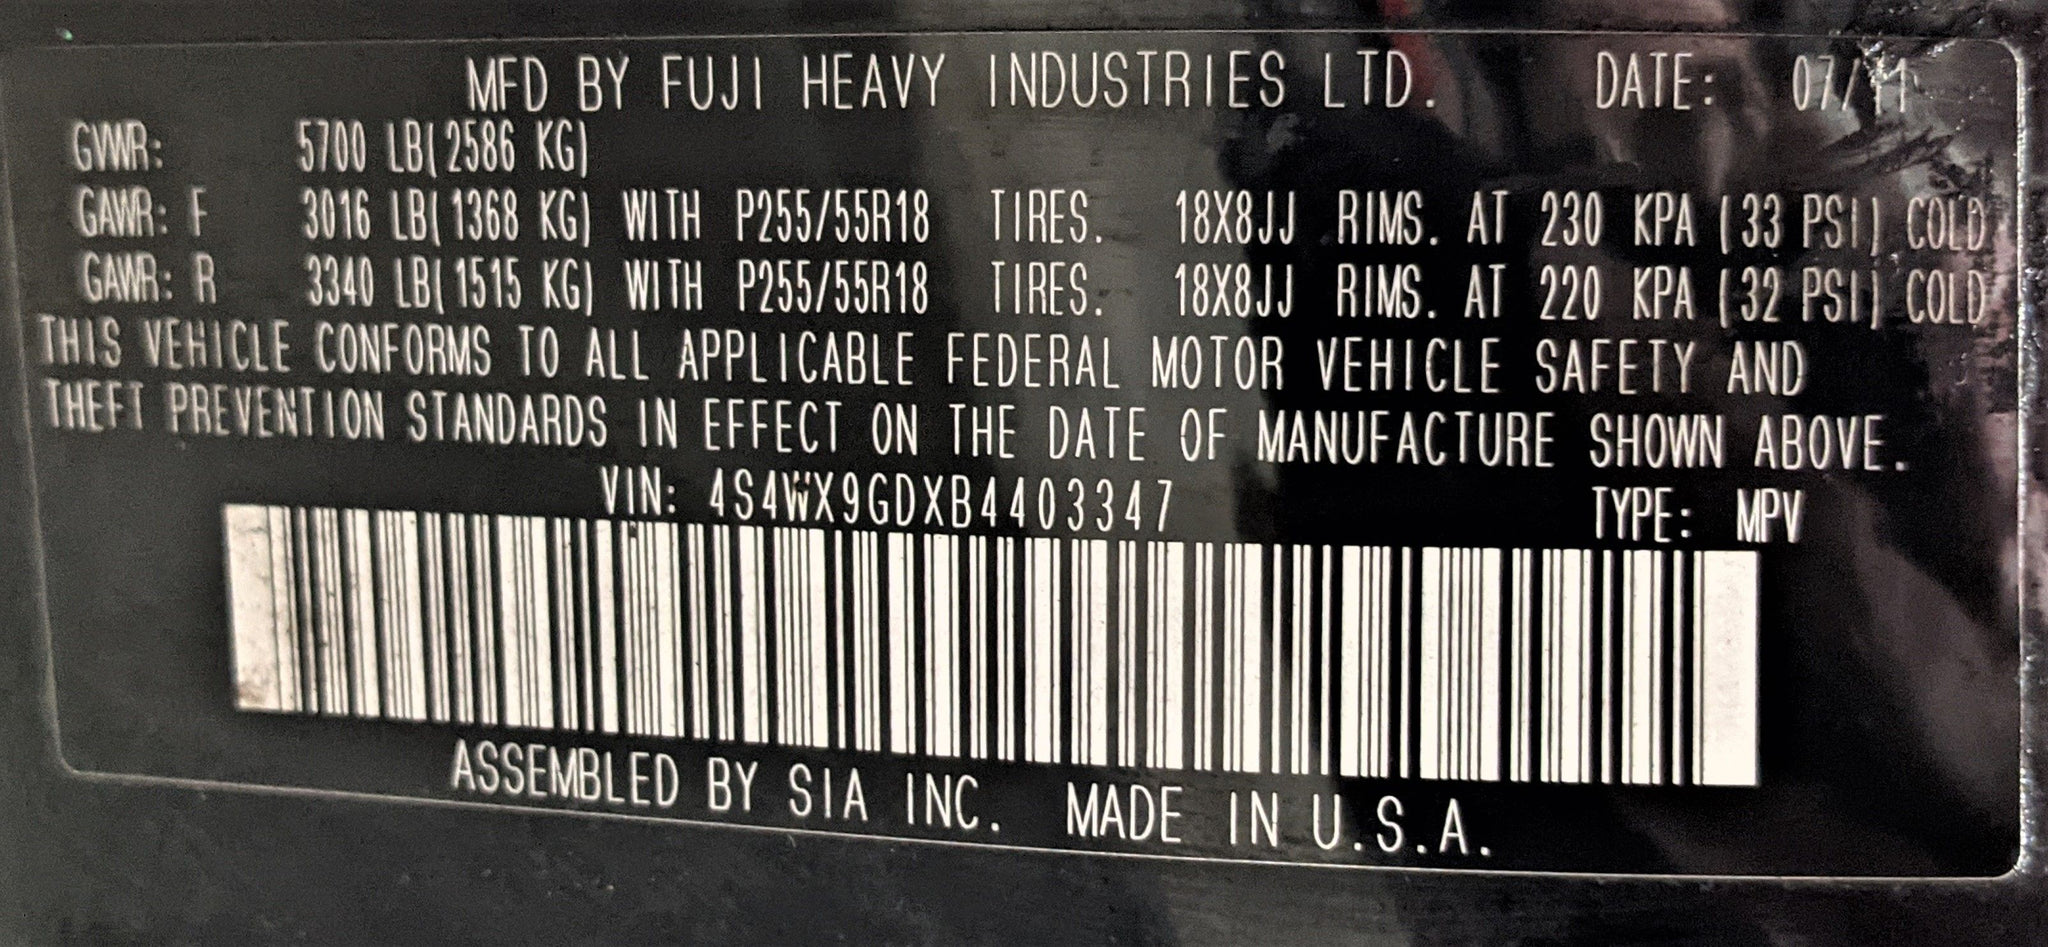 MFD BY FUJI HEAVY INDUSTRIES LTD. DATE: 07/11
GVWR: 5700 LB(2586 KG)
GAWR: F 3016 LB(1368 KG) WITH P255/55R18 TIRES. 18X8JJ RIMS. AT 230 KPA (33 PSI) COLD
GAWR: R 3340 LB(1515 KG) WITH P255/55R18 TIRES. 18X8JJ RIMS. AT 220 KPA (32 PSI) COLD
THIS VEHICLE CONFORMS TO ALL APPLICABLE FEDERAL MOTOR VEHICLE SAFETY AND
THEFT PREVENTION STANDARDS IN EFFECT ON THE DATE OF MANUFACTURE SHOWN ABOVE.
VIN: 4S4WX9GDXB4403347 TYPE: MPV
ASSEMBLED BY SIA INC. MADE IN U.S.A.